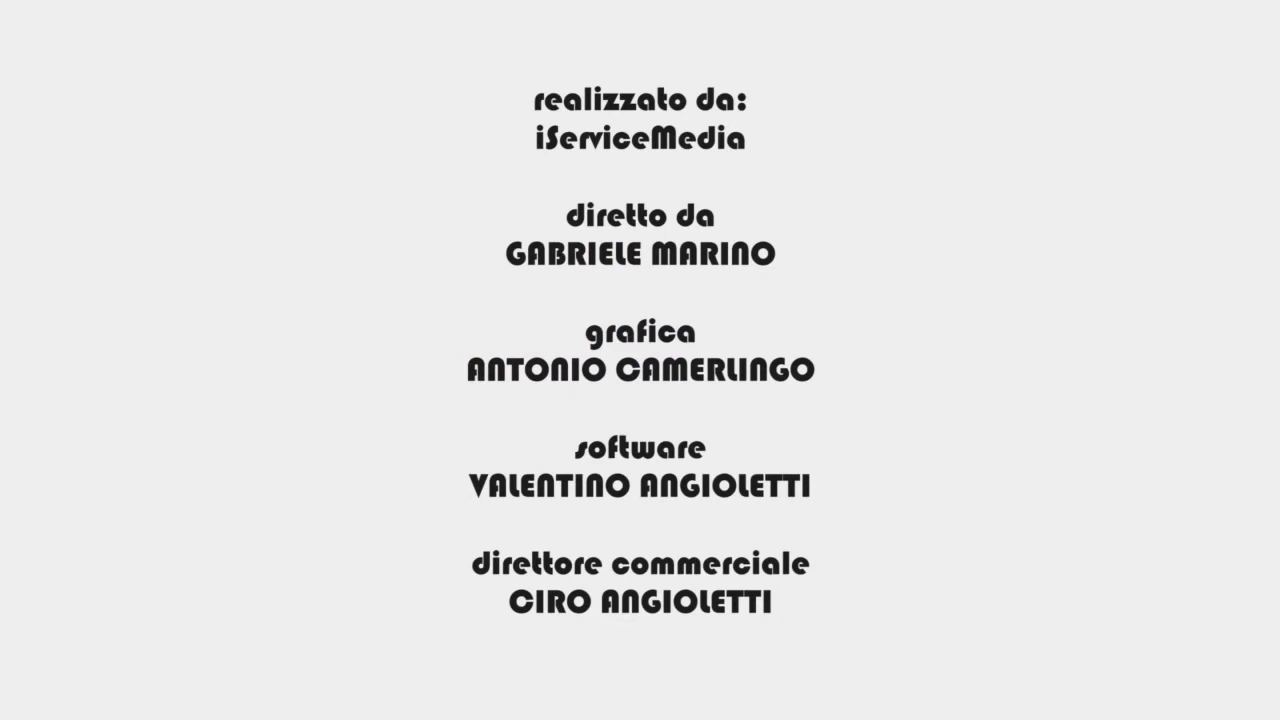 realizzato da:
iServiceMedia
diretto da
GABRIELE MARINO
grafica
ANTONIO CAMERLINGO
software
VALENTINO ANGIOLETTI
direttore commerciale
CIRO ANGIOLETTI